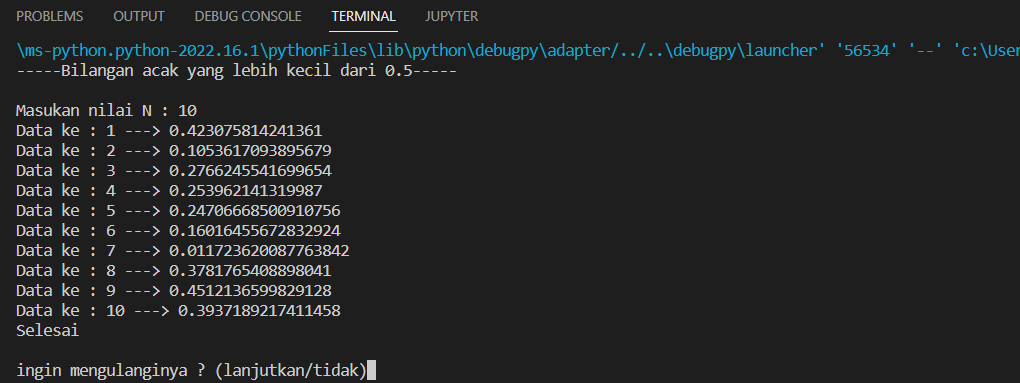 PROBLEMS OUTPUT DEBUG CONSOLE TERMINAL JUPYTER
\ms-python.python-2022.16.1\pythonFiles\lib\python\debugpy\adapter/../..\debugpy\launcher' '56534' '--' 'c:\User
-----Bilangan acak yang lebih kecil dari 0.5-----
Masukan nilai N : 10
Data ke : 1 ---> 0.423075814241361
Data ke : 2 ---> 0.1053617093895679
Data ke : 3 ---> 0.2766245541699654
Data ke : 4 ---> 0.253962141319987
Data ke : 5 ---> 0.24706668500910756
Data ke : 6 ---> 0.16016455672832924
Data ke : 7 ---> 0.011723620087763842
Data ke : 8 ---> 0.3781765408898041
Data ke : 9 ---> 0.4512136599829128
Data ke : 10 ---> 0.3937189217411458
Selesai
ingin mengulanginya ? (lanjutkan/tidak)